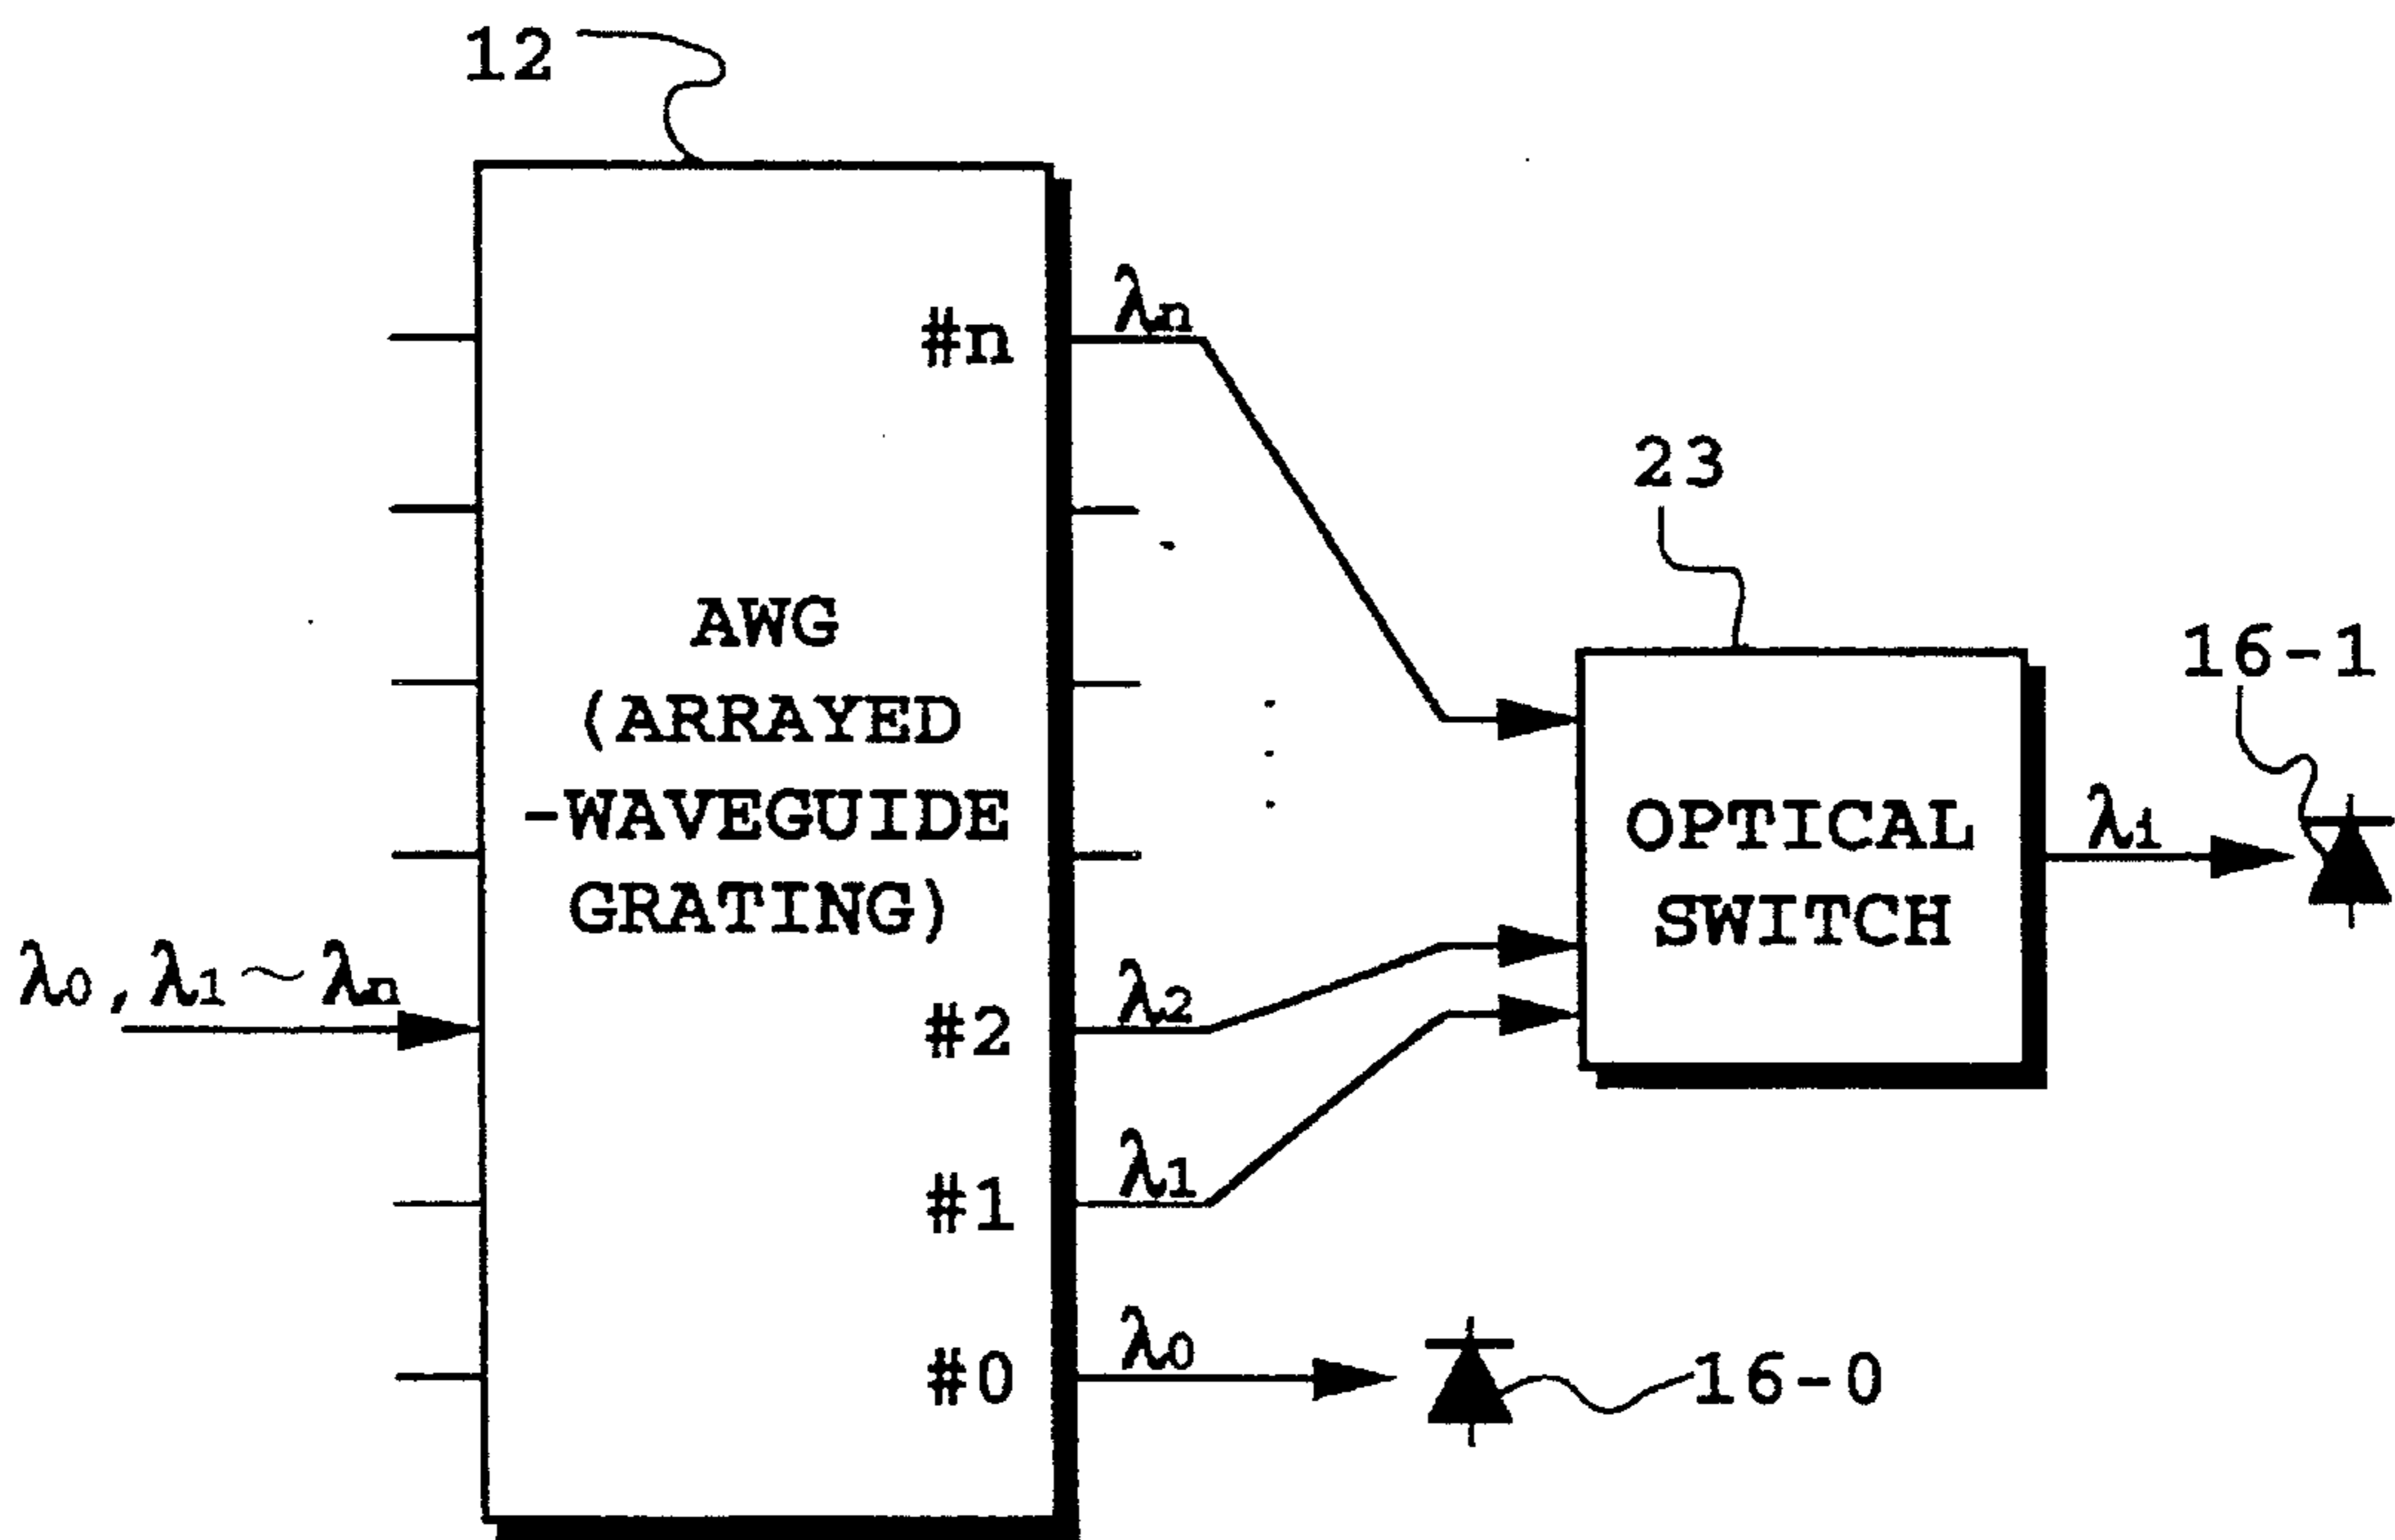 12
#n
λn
23
16-1
AWG
(ARRAYED
-WAVEGUIDE
GRATING)
OPTICAL
SWITCH
λi
λ0,λ1~λn
#2
λ2
#1
λ1
#0
λ0
16-0